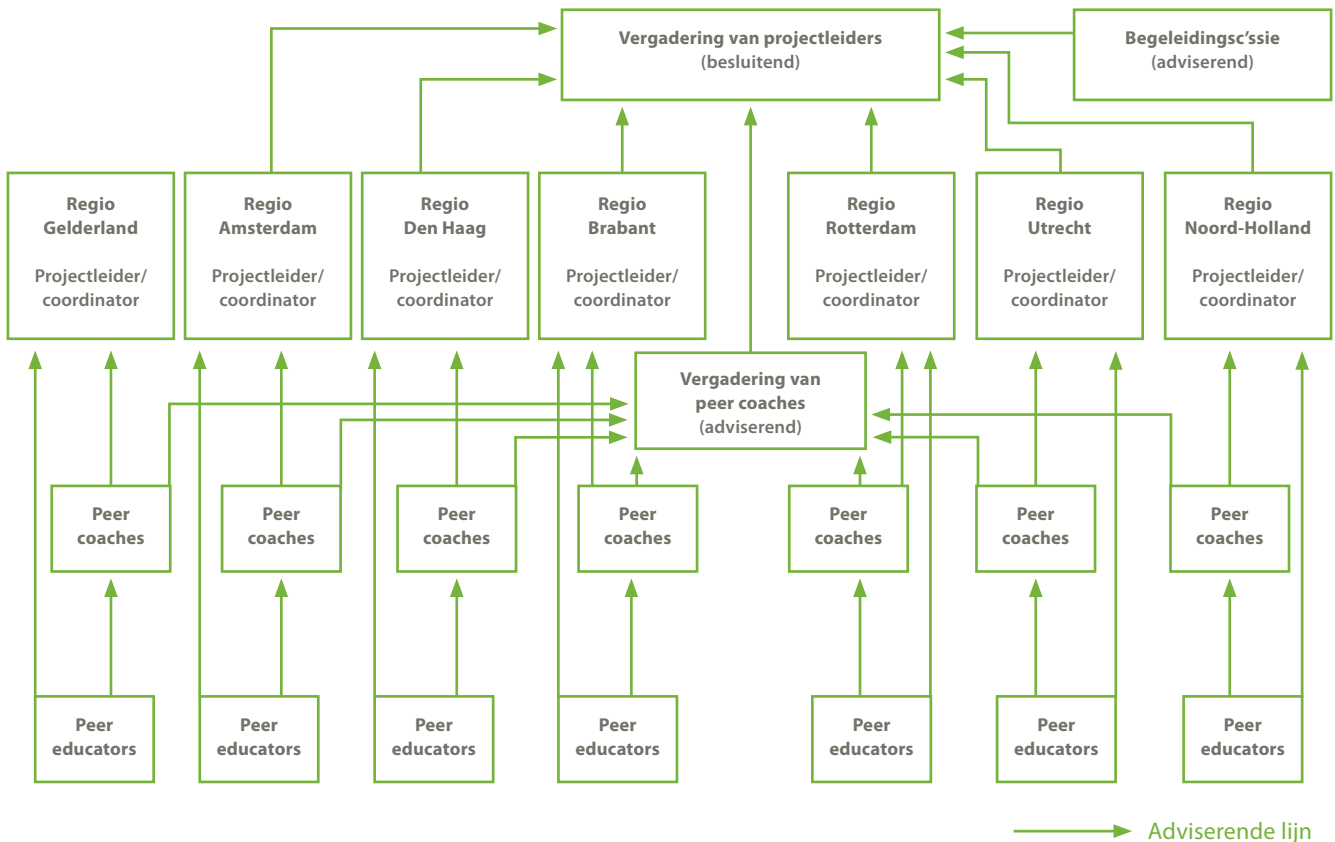 Vergadering van projectleiders
(besluitend)
Begeleidingsc’ssie
(adviserend)
Regio
Gelderland
Projectleider/
coordinator
Regio
Amsterdam
Projectleider/
coordinator
Regio
Den Haag
Projectleider/
coordinator
Regio
Brabant
Projectleider/
coordinator
Regio
Rotterdam
Projectleider/
coordinator
Regio
Utrecht
Projectleider/
coordinator
Regio
Noord-Holland
Projectleider/
coordinator
Vergadering van
peer coaches
(adviserend)
Peer
coaches
Peer
coaches
Peer
coaches
Peer
coaches
Peer
coaches
Peer
coaches
Peer
coaches
Peer
educators
Peer
educators
Peer
educators
Peer
educators
Peer
educators
Peer
educators
Peer
educators
Adviserende lijn